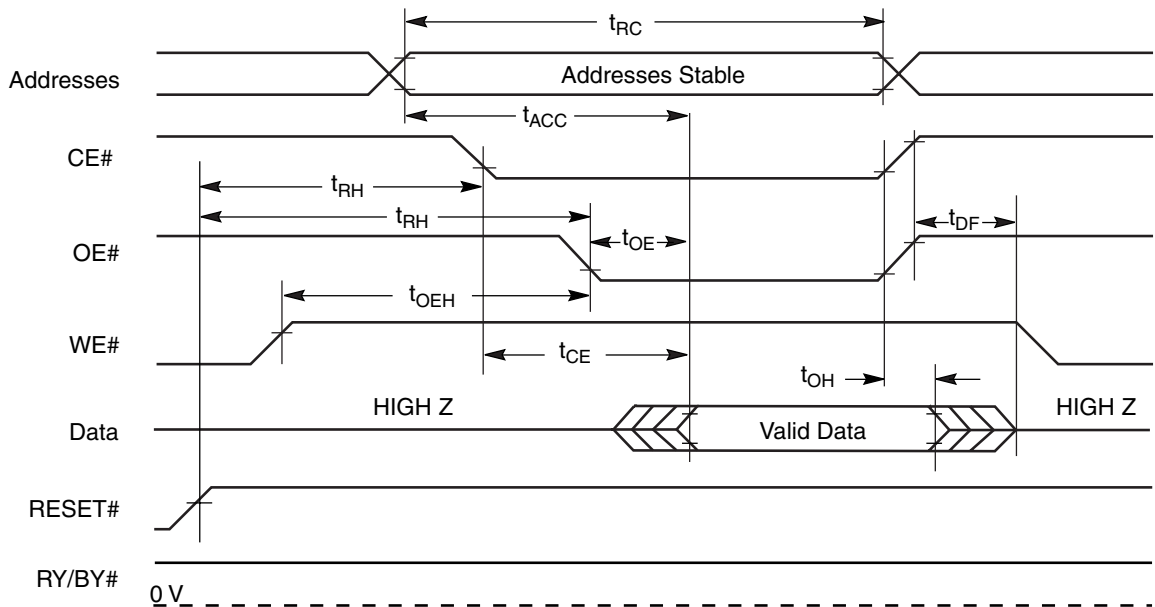 tRC
Addresses
Addresses Stable
tACC
CE#
tRH
tRH
tDF
OE#
tOE
tOEH
WE#
tCE
tOH
HIGH Z
HIGH Z
Data
Valid Data
RESET#
RY/BY#
0 V